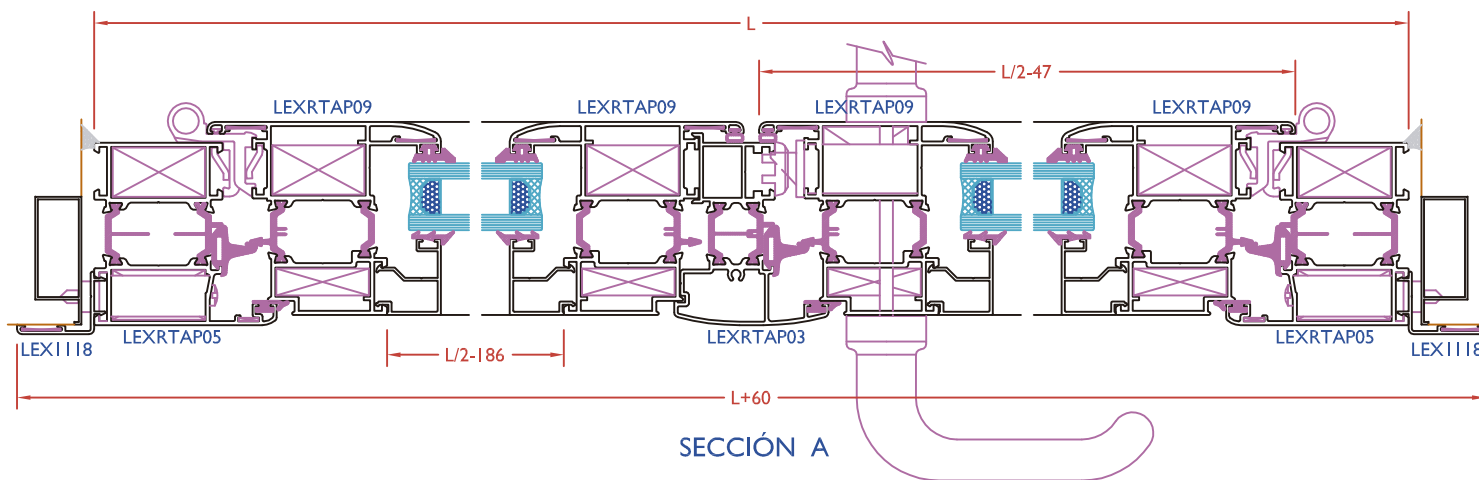 L
L/2-47
LEXRTAP09
LEXRTAP09
LEXRTAP09
LEXRTAP09
LEX1118
LEXRTAP05
LEXRTAP03
LEXRTAP05
LEX1118
L/2-186
L+60
SECCIÓN A